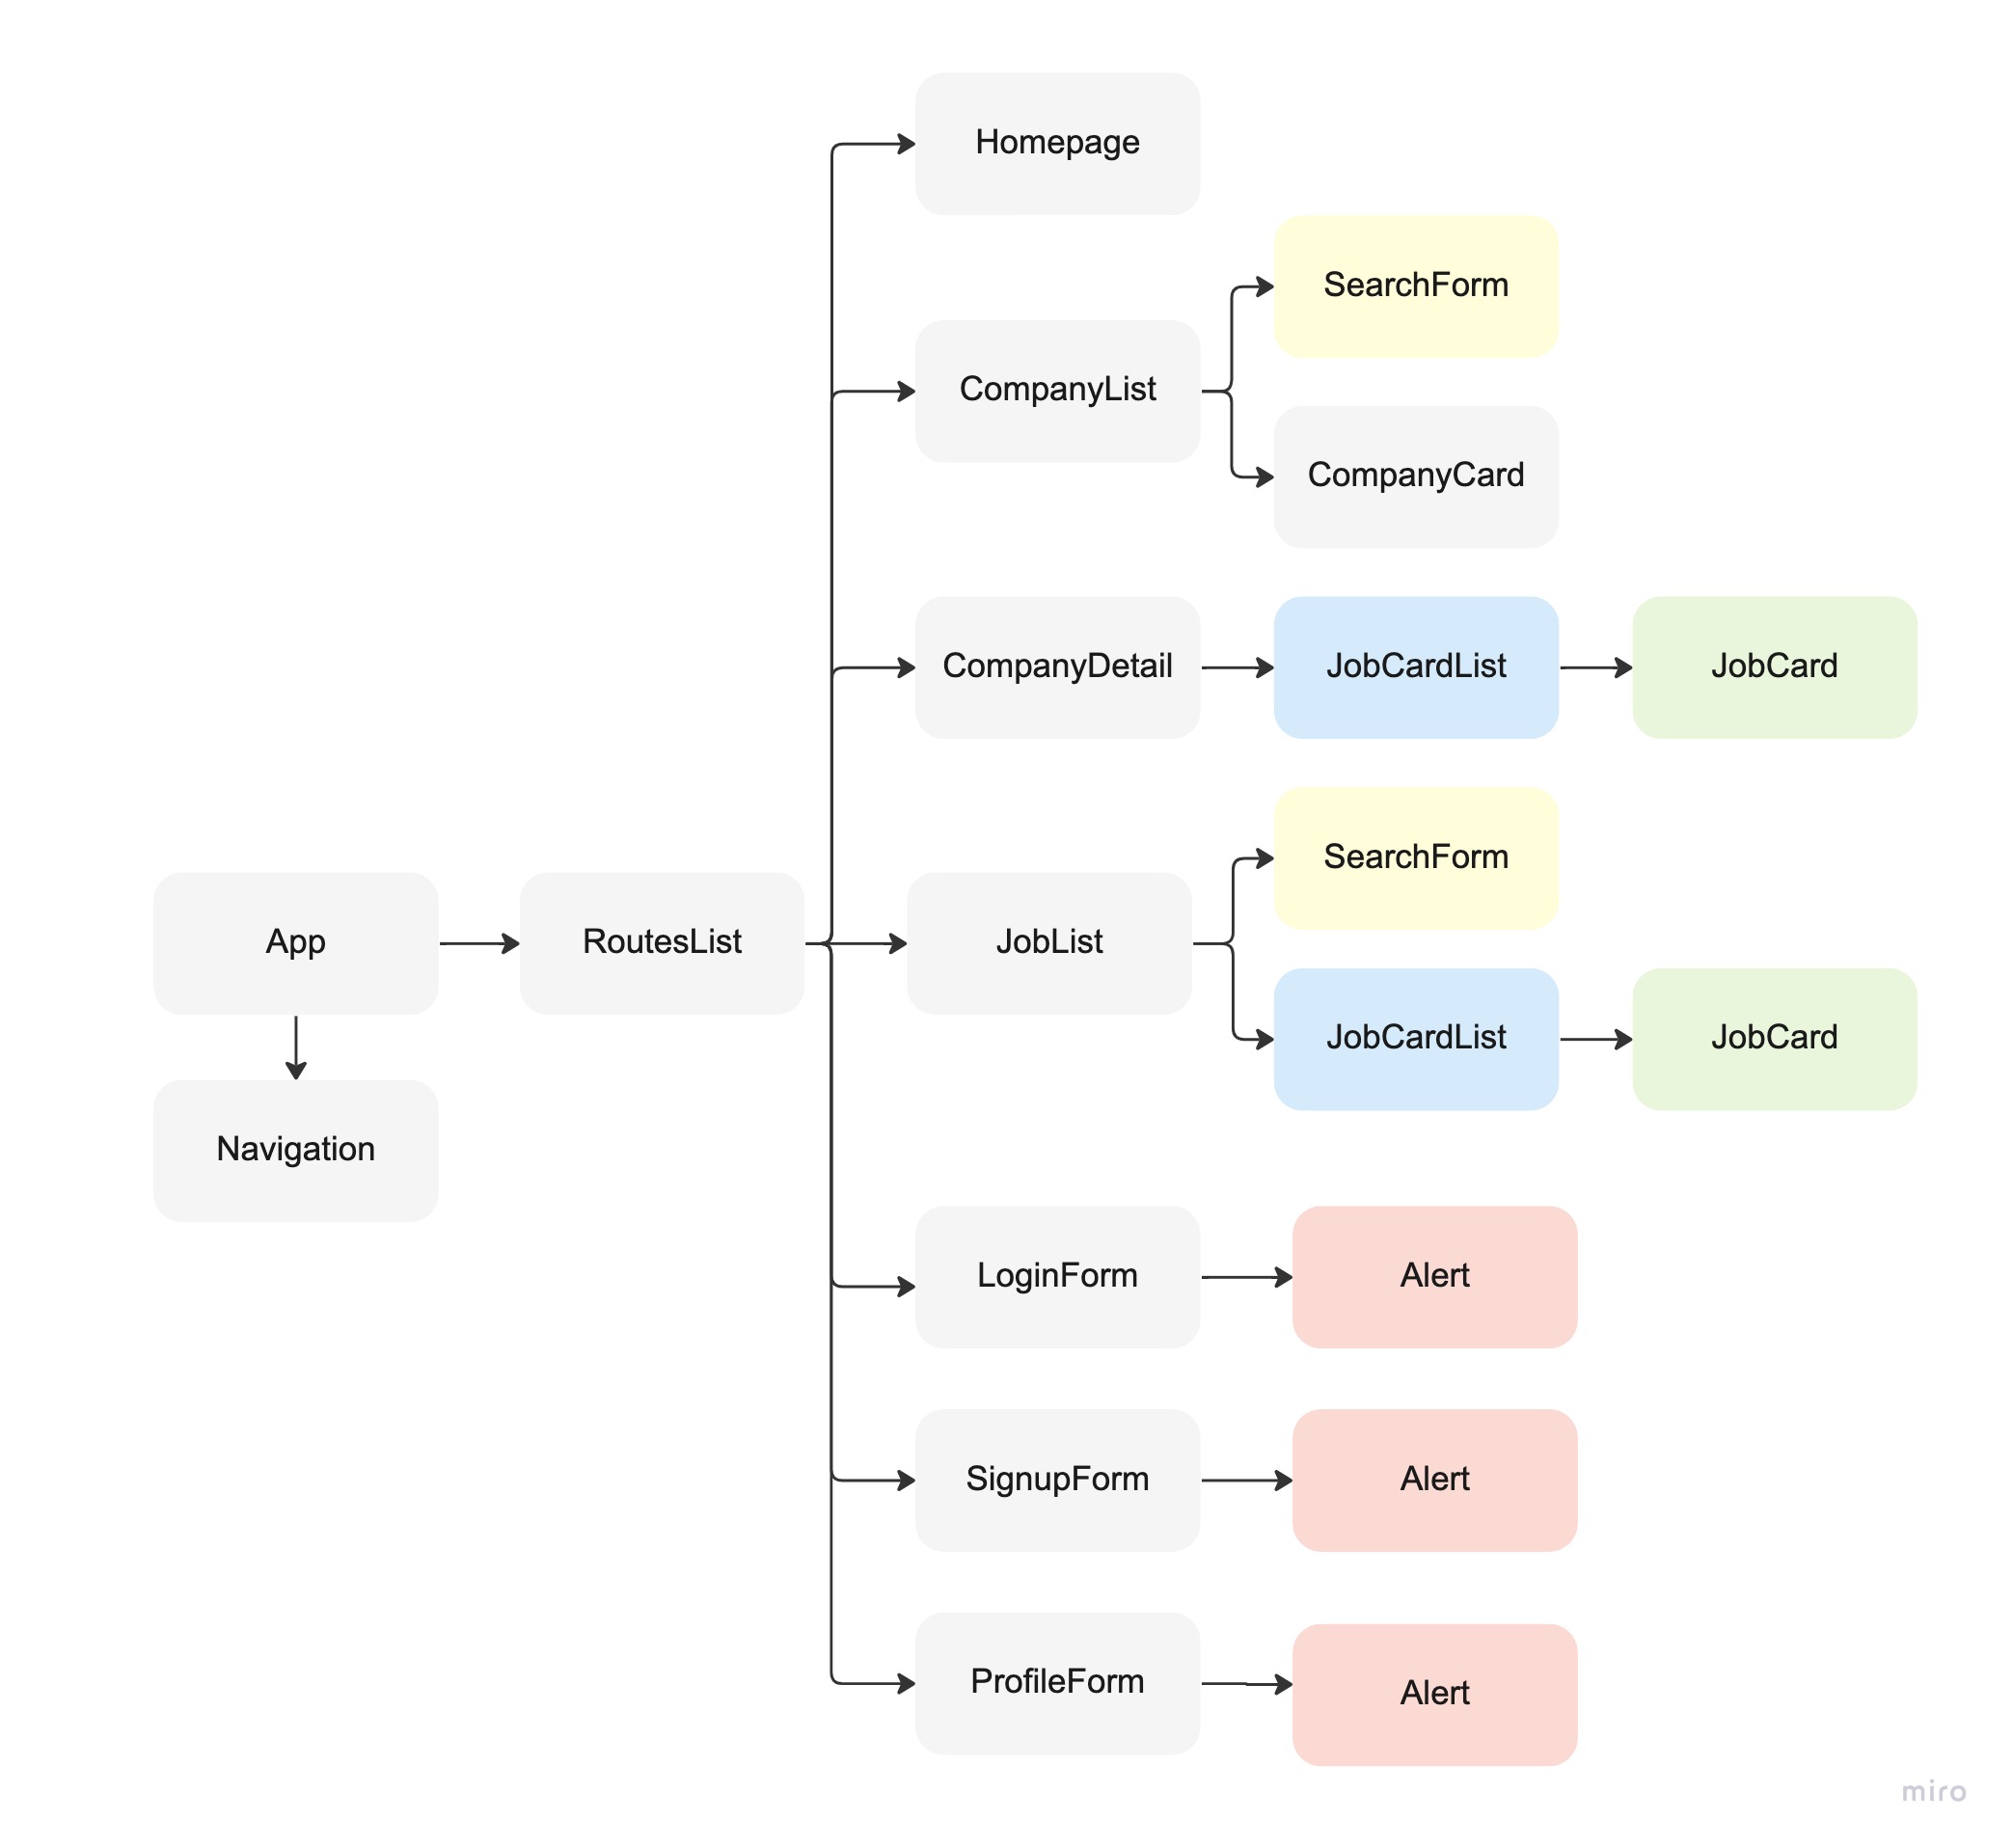 Homepage
SearchForm
CompanyList
CompanyCard
CompanyDetail
JobCardList
JobCard
SearchForm
App
RoutesList
JobList
JobCardList
JobCard
Navigation
LoginForm
Alert
SignupForm
Alert
ProfileForm
Alert
miro